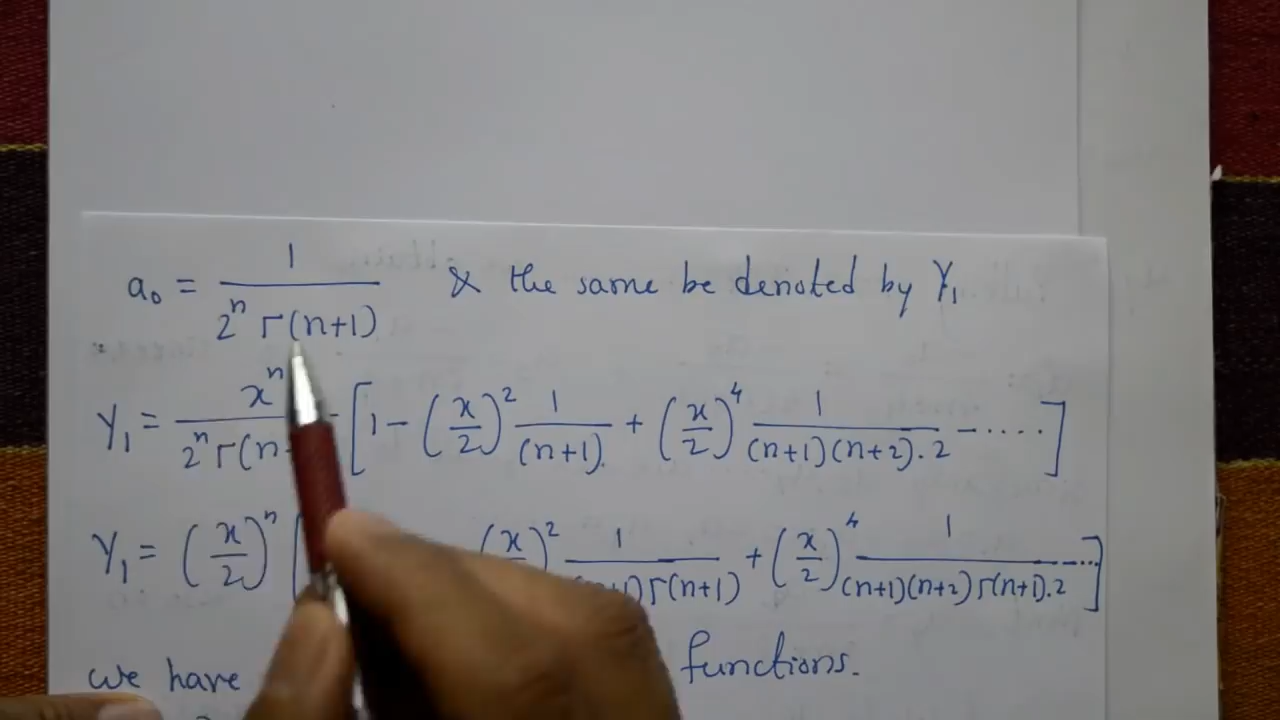 a₀ = 1 / 2ⁿ Γ(n+1) & the same be denoted by Y₁
Y₁ = xⁿ / 2ⁿ Γ(n [1 − (x/2)² 1/(n+1) + (x/2)⁴ 1/(n+1)(n+2).2 − .....]
Y₁ = (x/2)ⁿ [ (x/2)² 1/(n+1)Γ(n+1) + (x/2)⁴ 1/(n+1)(n+2)Γ(n+1).2 ---...]
we have functions.